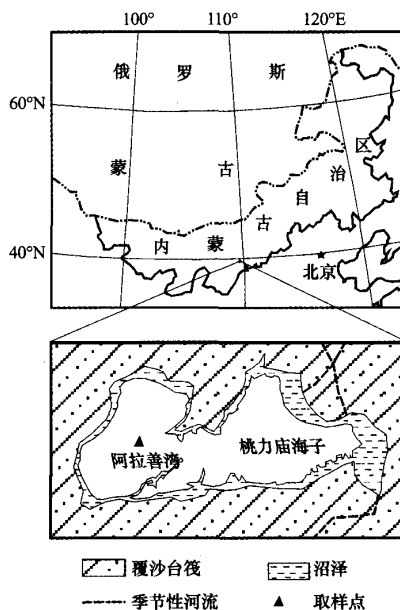 100° 110° 120°E
俄 罗 斯
60°N
区
蒙 古 治
自
古
内 蒙
40°N
北京
桃力庙海子
阿拉善湾
覆沙台筏 沼泽
季节性河流 取样点